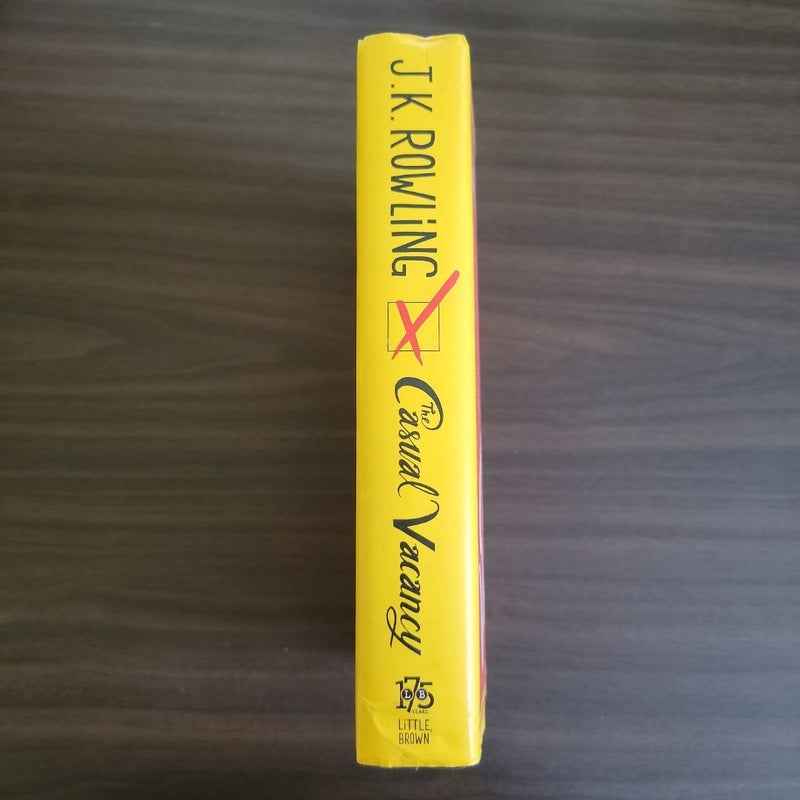 J.K. ROWLiNG
The
Casual Vacancy
175
LB
YEARS
LiTTLE,
BROWN